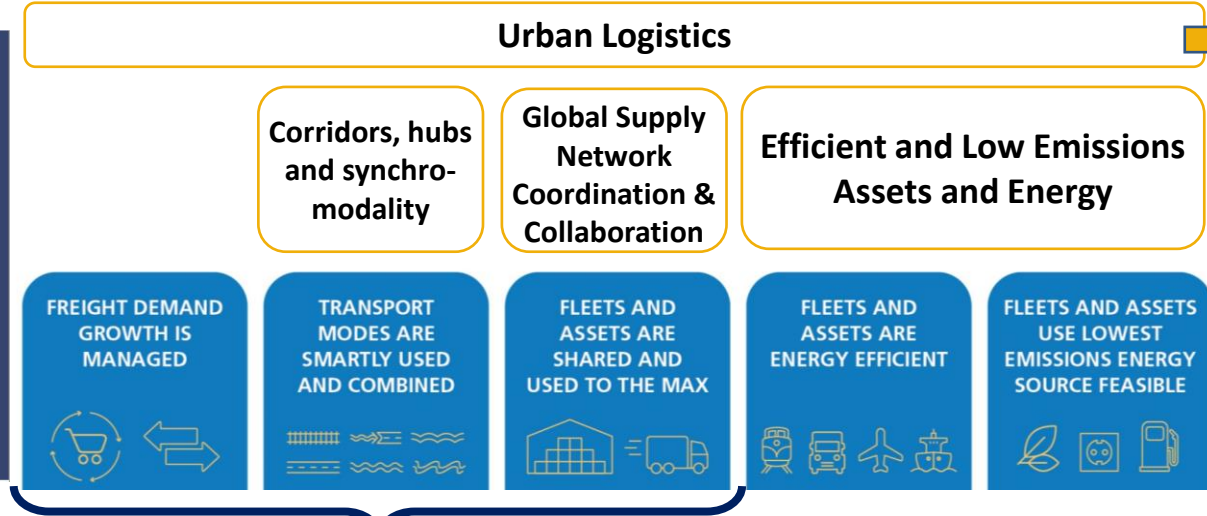 Urban Logistics
Corridors, hubs
and synchro-
modality
Global Supply
Network
Coordination &
Collaboration
Efficient and Low Emissions
Assets and Energy
FREIGHT DEMAND
GROWTH IS
MANAGED
TRANSPORT
MODES ARE
SMARTLY USED
AND COMBINED
FLEETS AND
ASSETS ARE
SHARED AND
USED TO THE MAX
FLEETS AND
ASSETS ARE
ENERGY EFFICIENT
FLEETS AND ASSETS
USE LOWEST
EMISSIONS ENERGY
SOURCE FEASIBLE